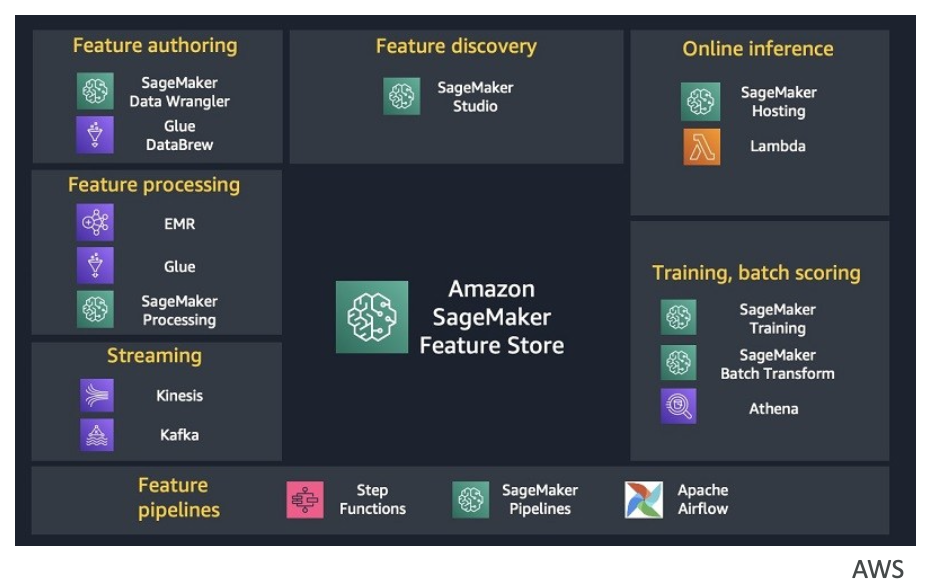 Feature authoring
SageMaker
Data Wrangler
Glue
DataBrew
Feature discovery
SageMaker
Studio
Online inference
SageMaker
Hosting
Lambda
Feature processing
EMR
Glue
SageMaker
Processing
Streaming
Kinesis
Kafka
Amazon
SageMaker
Feature Store
Training, batch scoring
SageMaker
Training
SageMaker
Batch Transform
Athena
Feature
pipelines
Step
Functions
SageMaker
Pipelines
Apache
Airflow
AWS